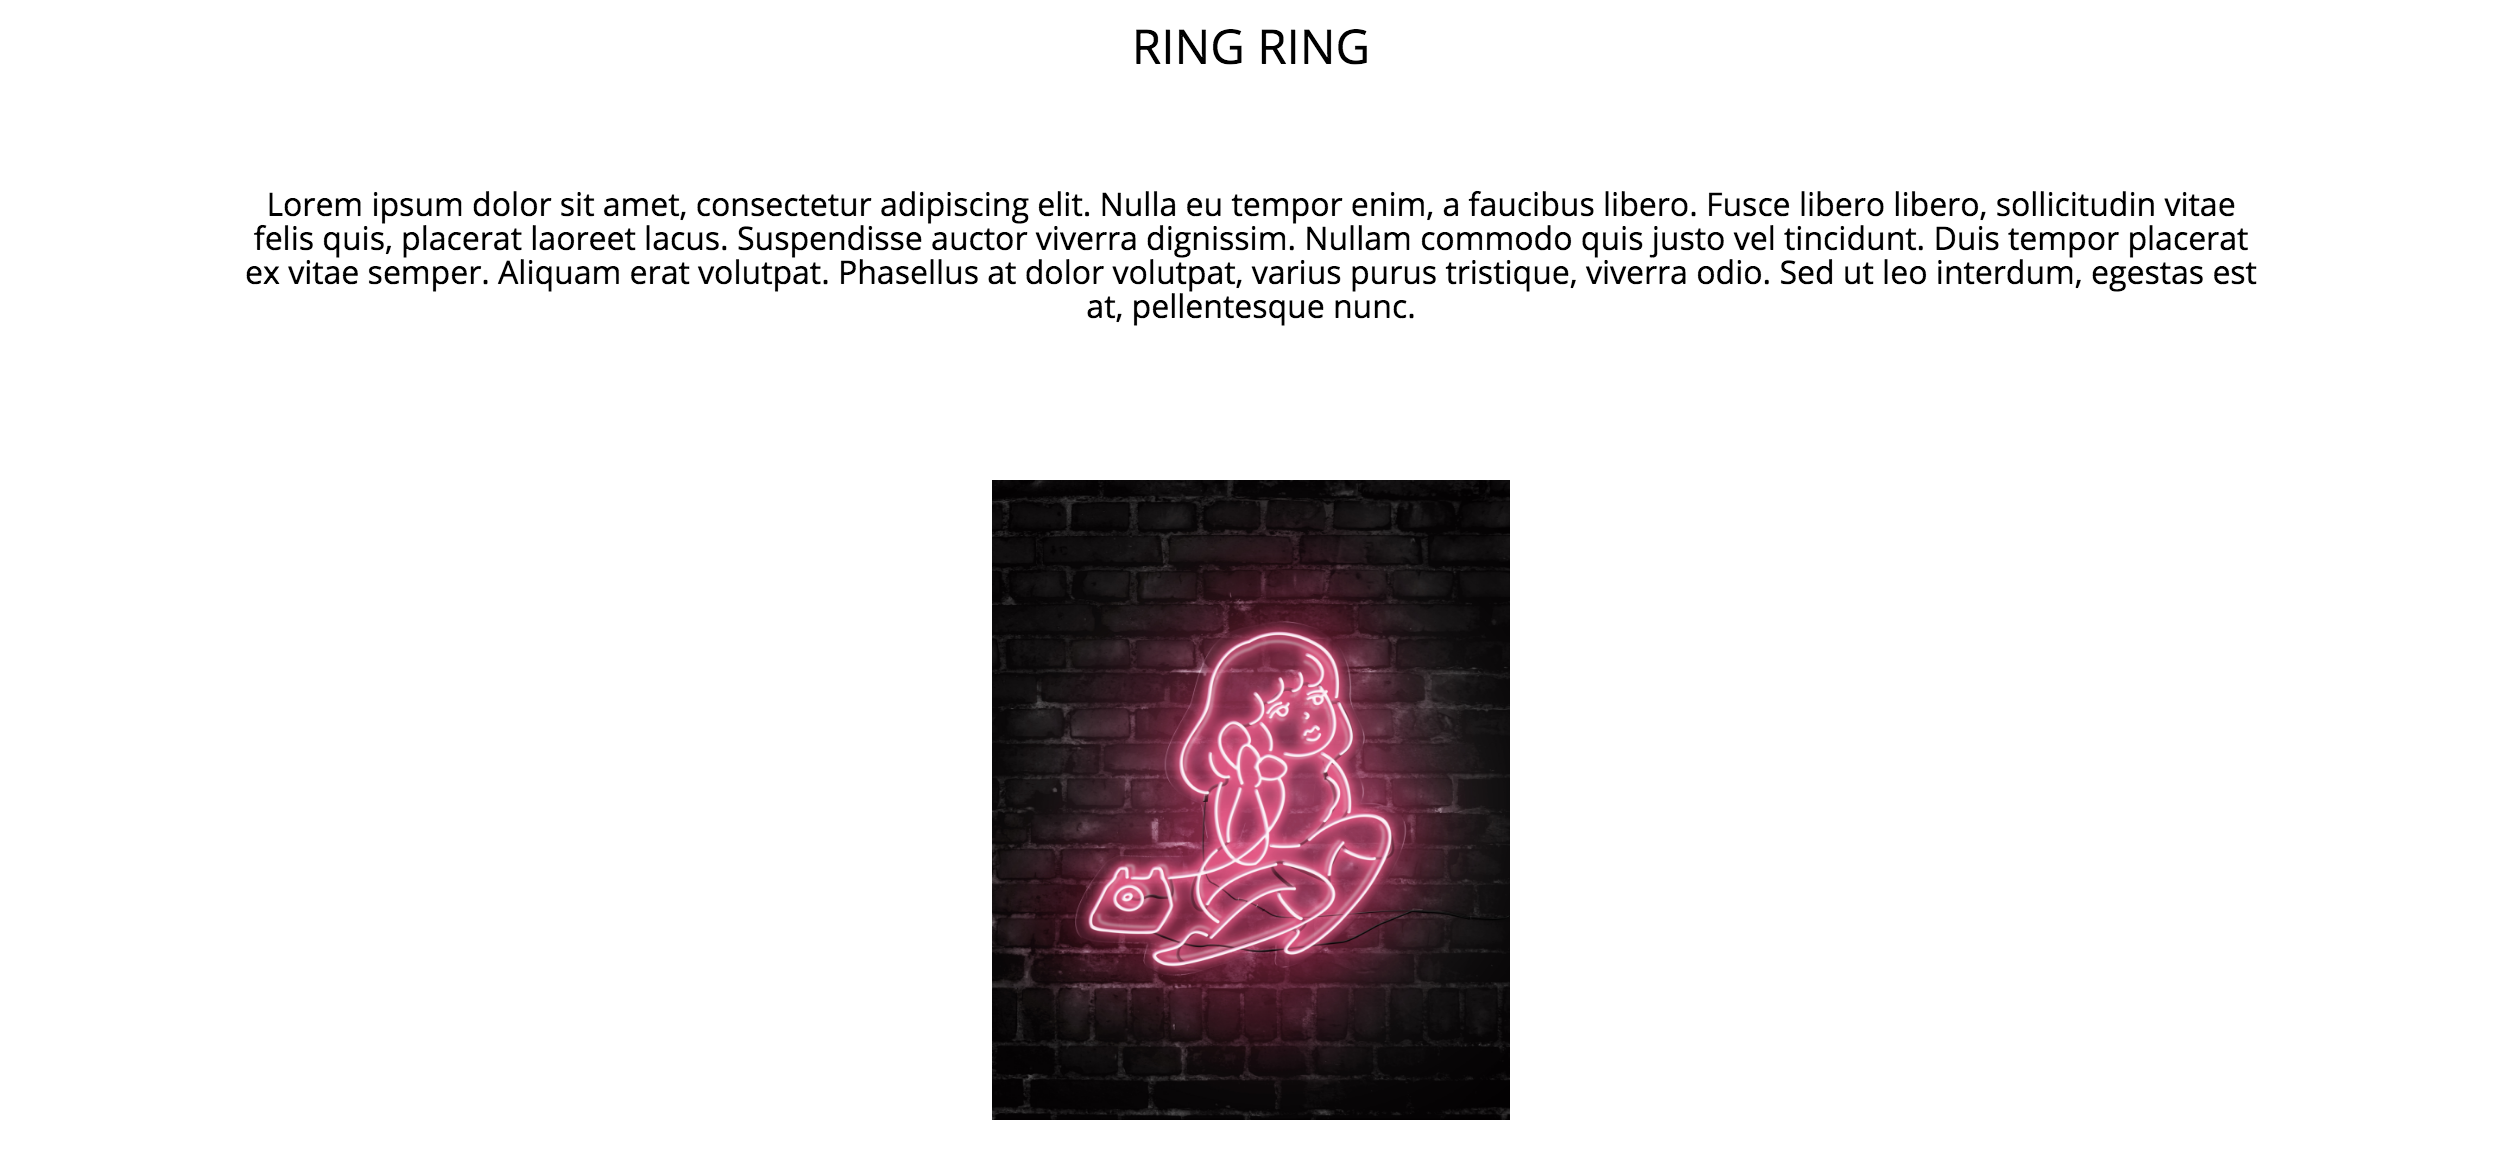 RING RING
Lorem ipsum dolor sit amet, consectetur adipiscing elit. Nulla eu tempor enim, a faucibus libero. Fusce libero libero, sollicitudin vitae
felis quis, placerat laoreet lacus. Suspendisse auctor viverra dignissim. Nullam commodo quis justo vel tincidunt. Duis tempor placerat
ex vitae semper. Aliquam erat volutpat. Phasellus at dolor volutpat, varius purus tristique, viverra odio. Sed ut leo interdum, egestas est
at, pellentesque nunc.